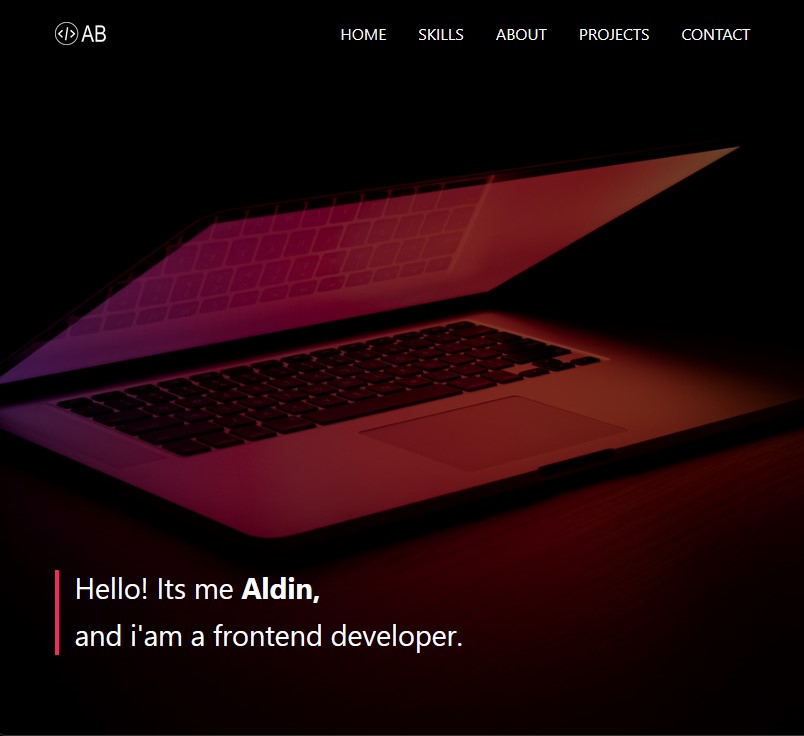 </> AB
HOME SKILLS ABOUT PROJECTS CONTACT
Hello! Its me Aldin,
and i'am a frontend developer.